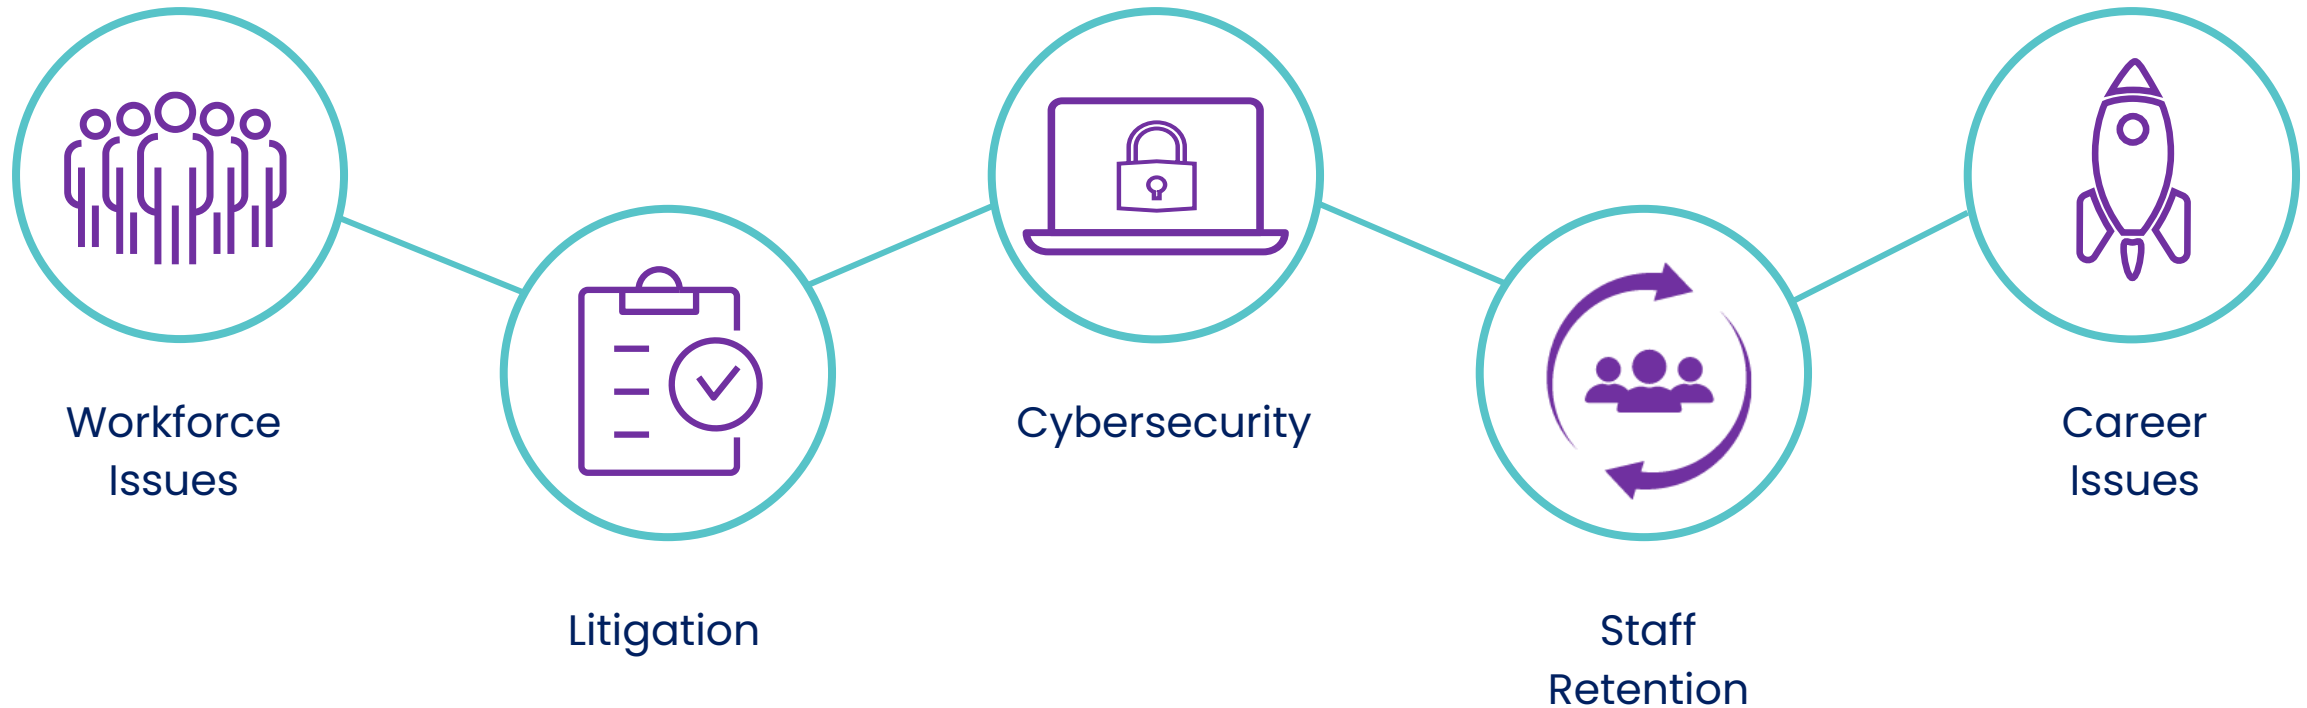 Workforce
Issues
Litigation
Cybersecurity
Staff
Retention
Career
Issues